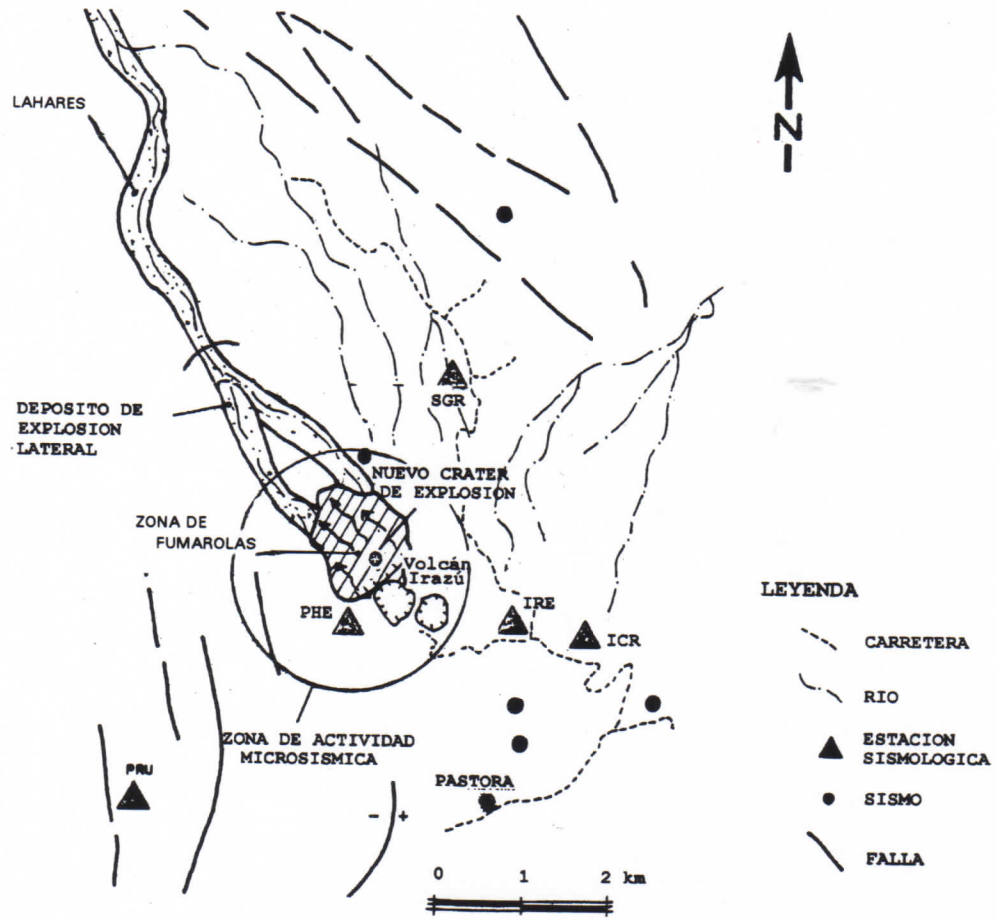 LAHARES
N
SGR
DEPOSITO DE
EXPLOSION
LATERAL
NUEVO CRATER
DE EXPLOSION
ZONA DE
FUMAROLAS
Volcán
Irazú
PHE
IRE
ICR
ZONA DE ACTIVIDAD
MICROSISMICA
PRU
PASTORA
- +
0 1 2 km
LEYENDA
CARRETERA
RIO
ESTACION
SISMOLOGICA
SISMO
FALLA